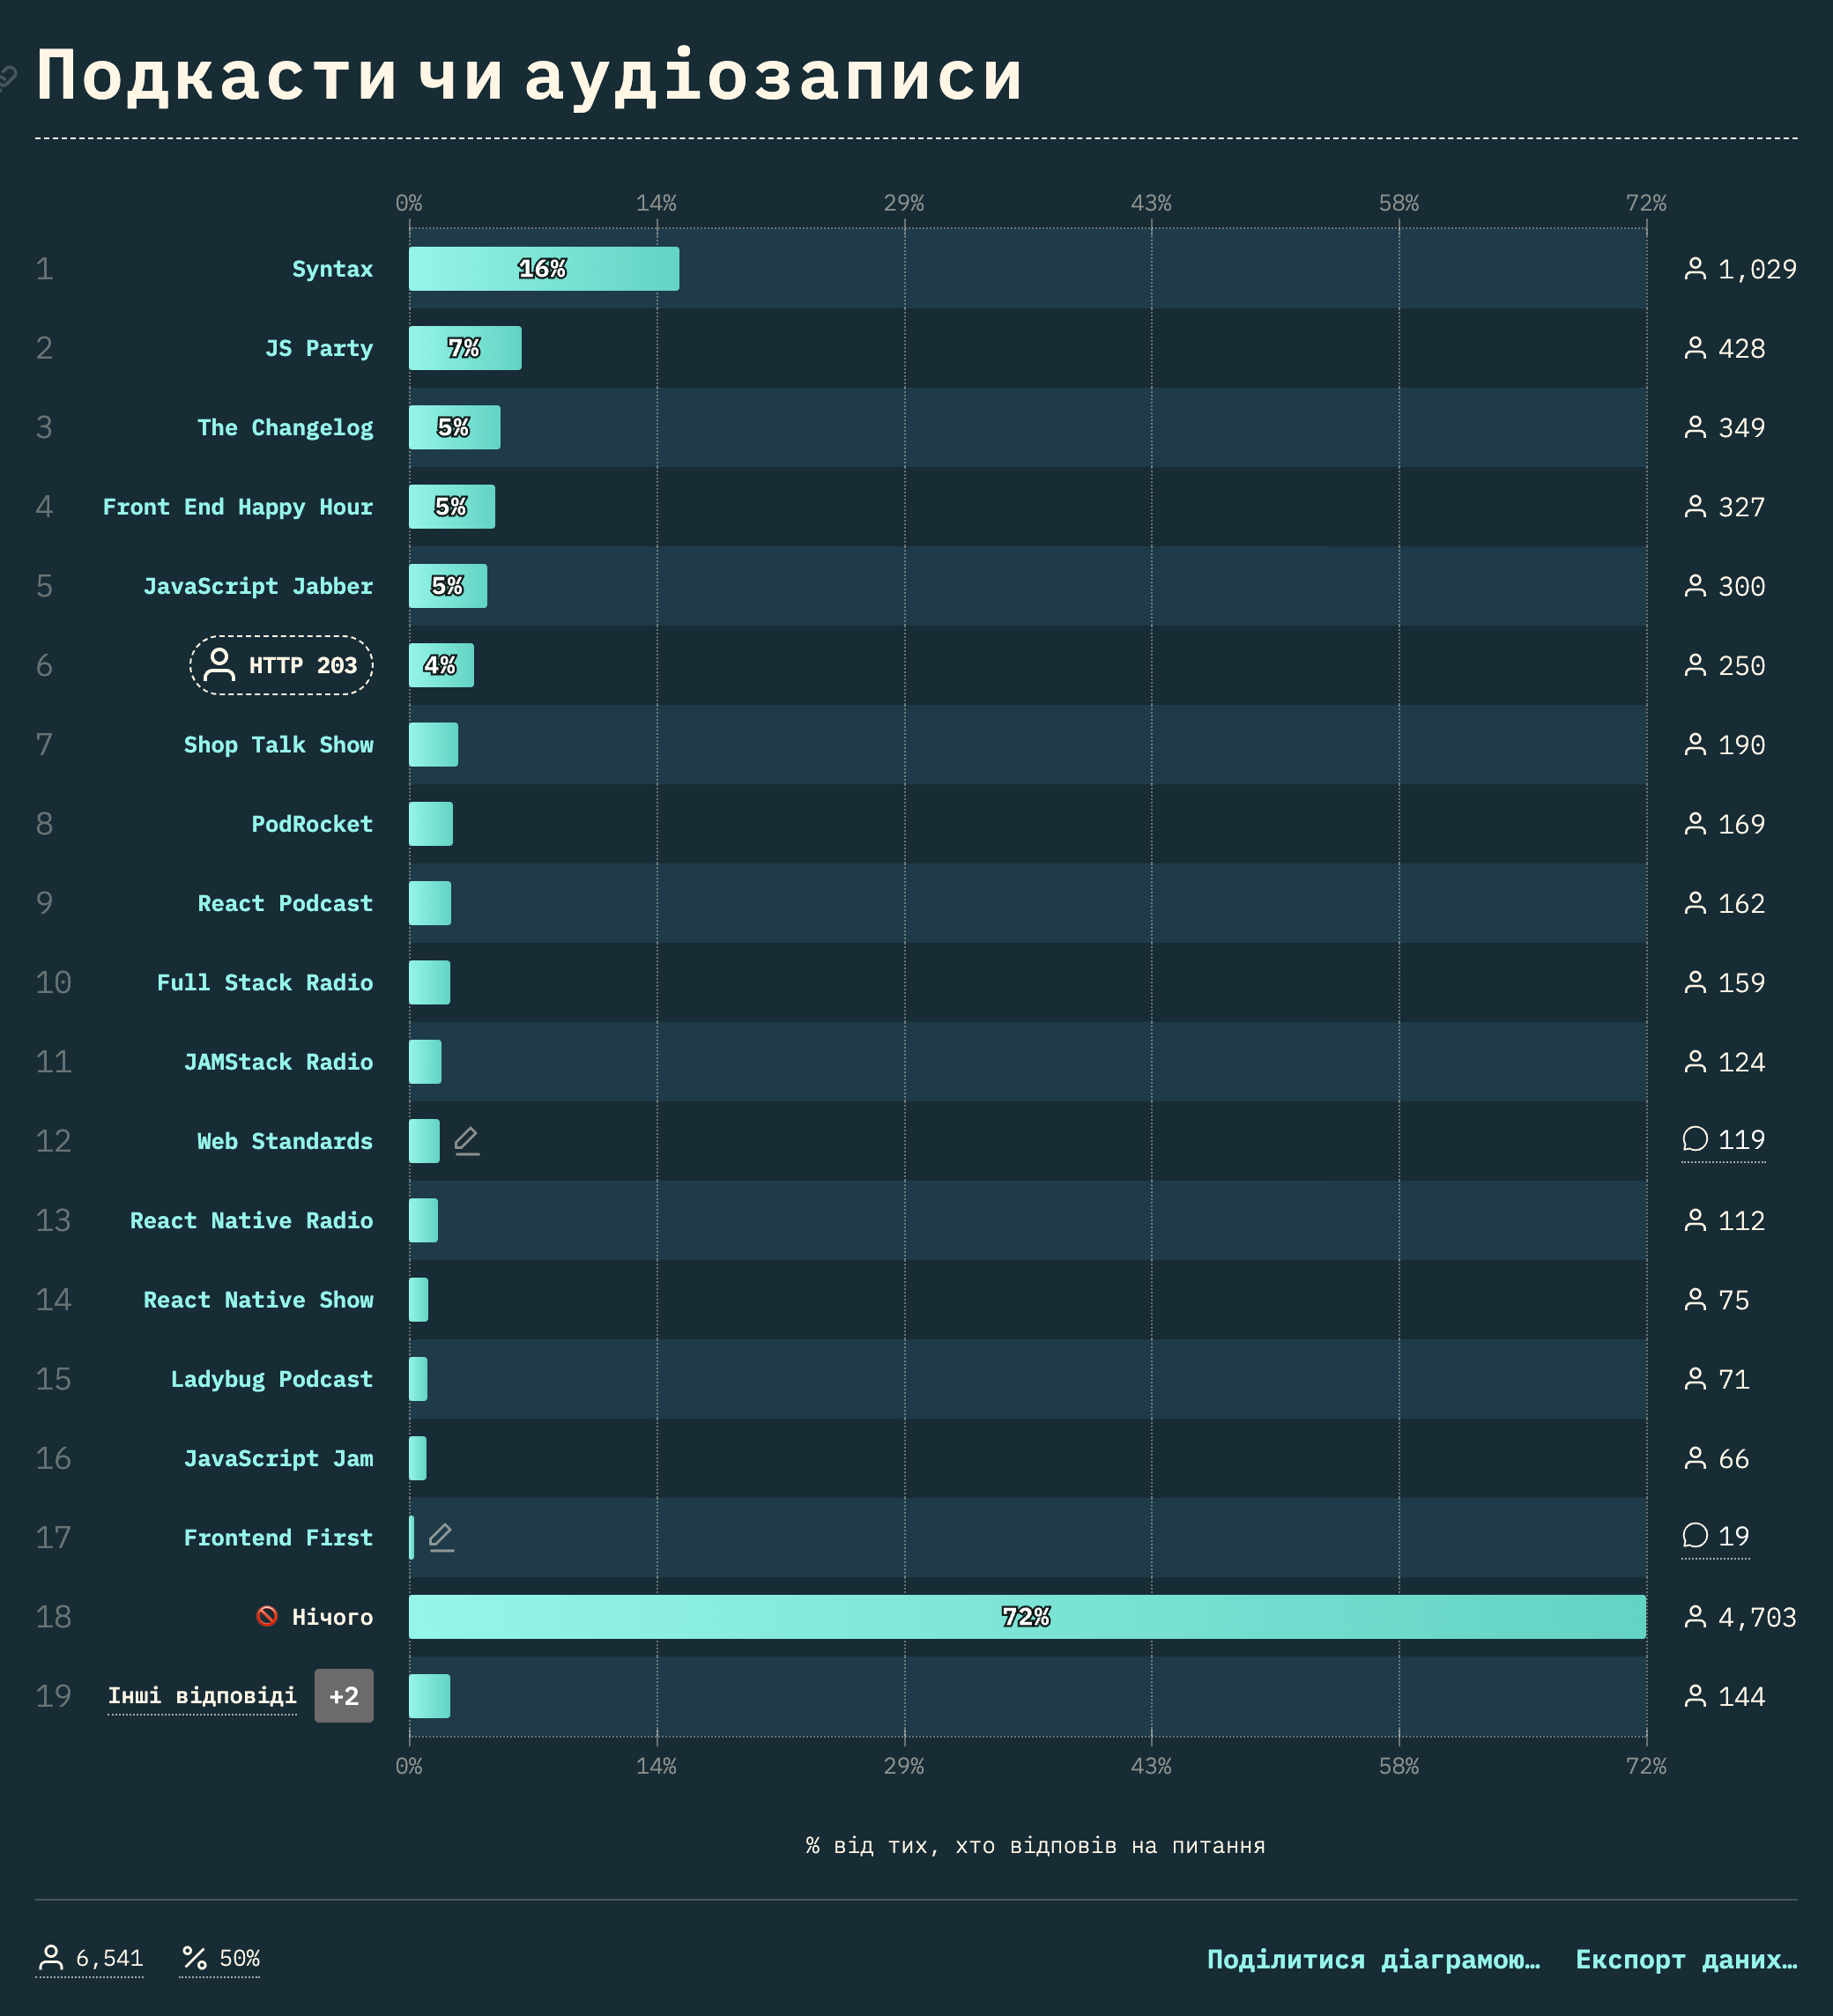 Подкасти чи аудіозаписи
0% 14% 29% 43% 58% 72%
1 Syntax 16% 1,029
2 JS Party 7% 428
3 The Changelog 5% 349
4 Front End Happy Hour 5% 327
5 JavaScript Jabber 5% 300
6 HTTP 203 4% 250
7 Shop Talk Show 190
8 PodRocket 169
9 React Podcast 162
10 Full Stack Radio 159
11 JAMStack Radio 124
12 Web Standards 119
13 React Native Radio 112
14 React Native Show 75
15 Ladybug Podcast 71
16 JavaScript Jam 66
17 Frontend First 19
18 Нічого 72% 4,703
19 Інші відповіді +2 144
0% 14% 29% 43% 58% 72%
% від тих, хто відповів на питання
6,541 % 50% Поділитися діаграмою… Експорт даних…